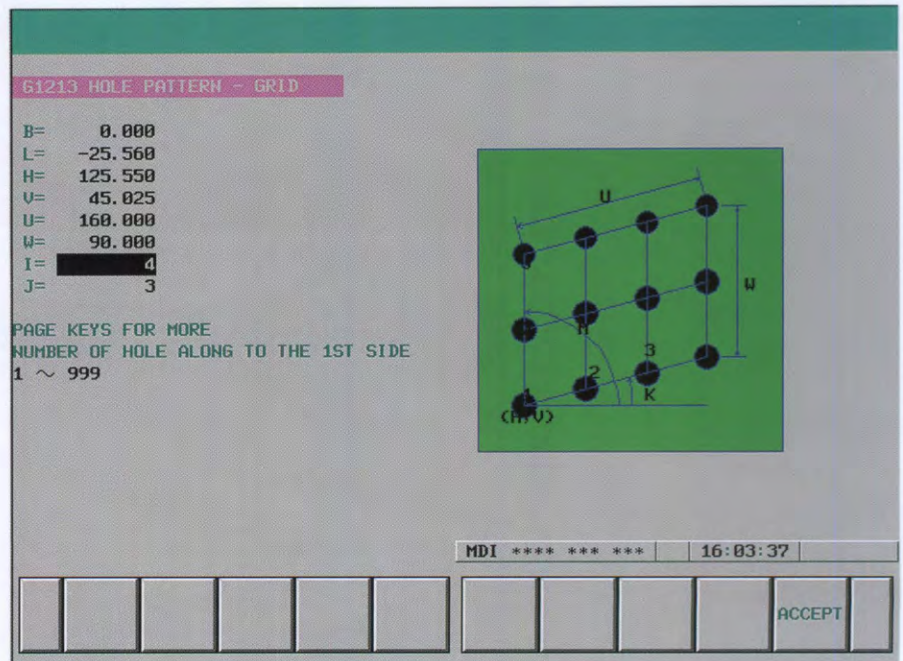 G1213 HOLE PATTERN - GRID
B= 0.000
L= -25.560
H= 125.550
V= 45.025
U= 160.000
W= 90.000
I= 4
J= 3
PAGE KEYS FOR MORE
NUMBER OF HOLE ALONG TO THE 1ST SIDE
1 ~ 999
U
W
M
3
2
K
1
(H,V)
MDI **** *** *** 16:03:37
ACCEPT